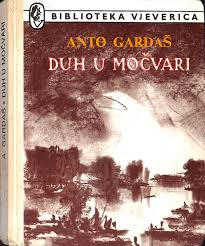 BIBLIOTEKA VJEVERICA
ANTO GARDAŠ
DUH U MOČVARI
A GARDAŠ • DUH U MOČVARI